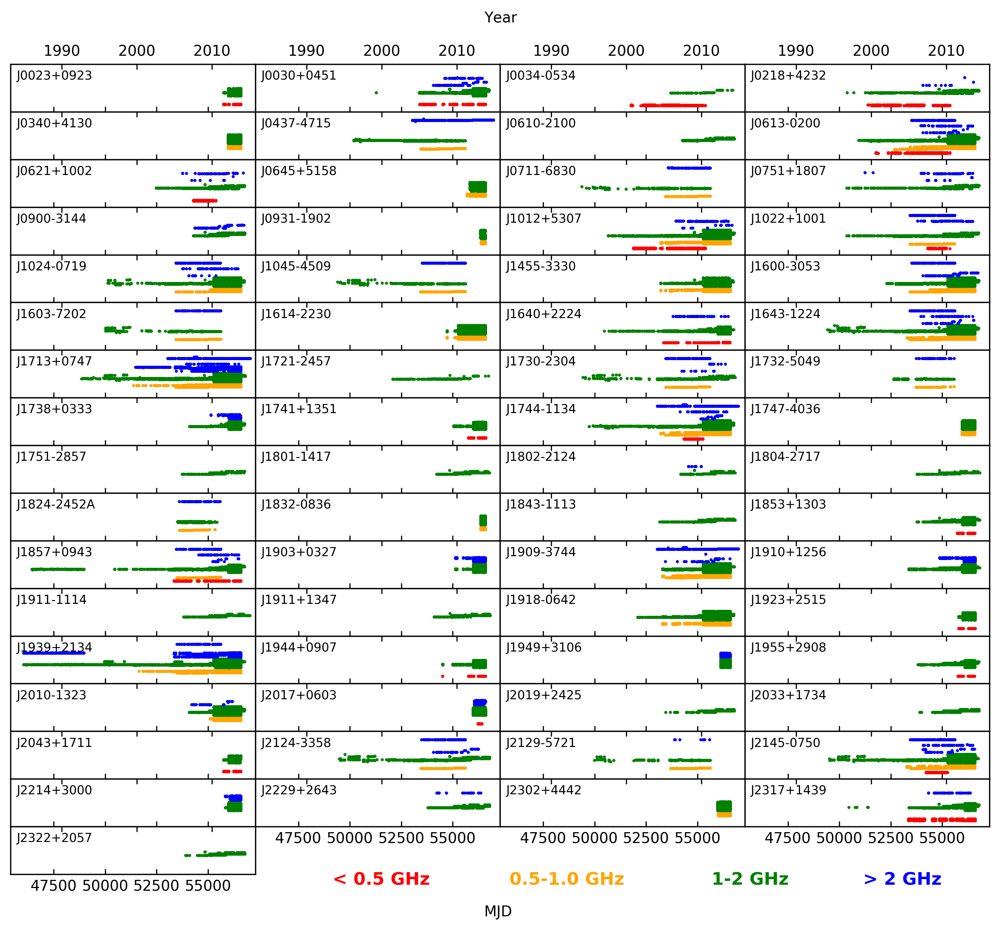 Year
1990 2000 2010 1990 2000 2010 1990 2000 2010 1990 2000 2010
J0023+0923 J0030+0451 J0034-0534 J0218+4232
J0340+4130 J0437-4715 J0610-2100 J0613-0200
J0621+1002 J0645+5158 J0711-6830 J0751+1807
J0900-3144 J0931-1902 J1012+5307 J1022+1001
J1024-0719 J1045-4509 J1455-3330 J1600-3053
J1603-7202 J1614-2230 J1640+2224 J1643-1224
J1713+0747 J1721-2457 J1730-2304 J1732-5049
J1738+0333 J1741+1351 J1744-1134 J1747-4036
J1751-2857 J1801-1417 J1802-2124 J1804-2717
J1824-2452A J1832-0836 J1843-1113 J1853+1303
J1857+0943 J1903+0327 J1909-3744 J1910+1256
J1911-1114 J1911+1347 J1918-0642 J1923+2515
J1939+2134 J1944+0907 J1949+3106 J1955+2908
J2010-1323 J2017+0603 J2019+2425 J2033+1734
J2043+1711 J2124-3358 J2129-5721 J2145-0750
J2214+3000 J2229+2643 J2302+4442 J2317+1439
J2322+2057 47500 50000 52500 55000 47500 50000 52500 55000 47500 50000 52500 55000
< 0.5 GHz 0.5-1.0 GHz 1-2 GHz > 2 GHz
47500 50000 52500 55000
MJD